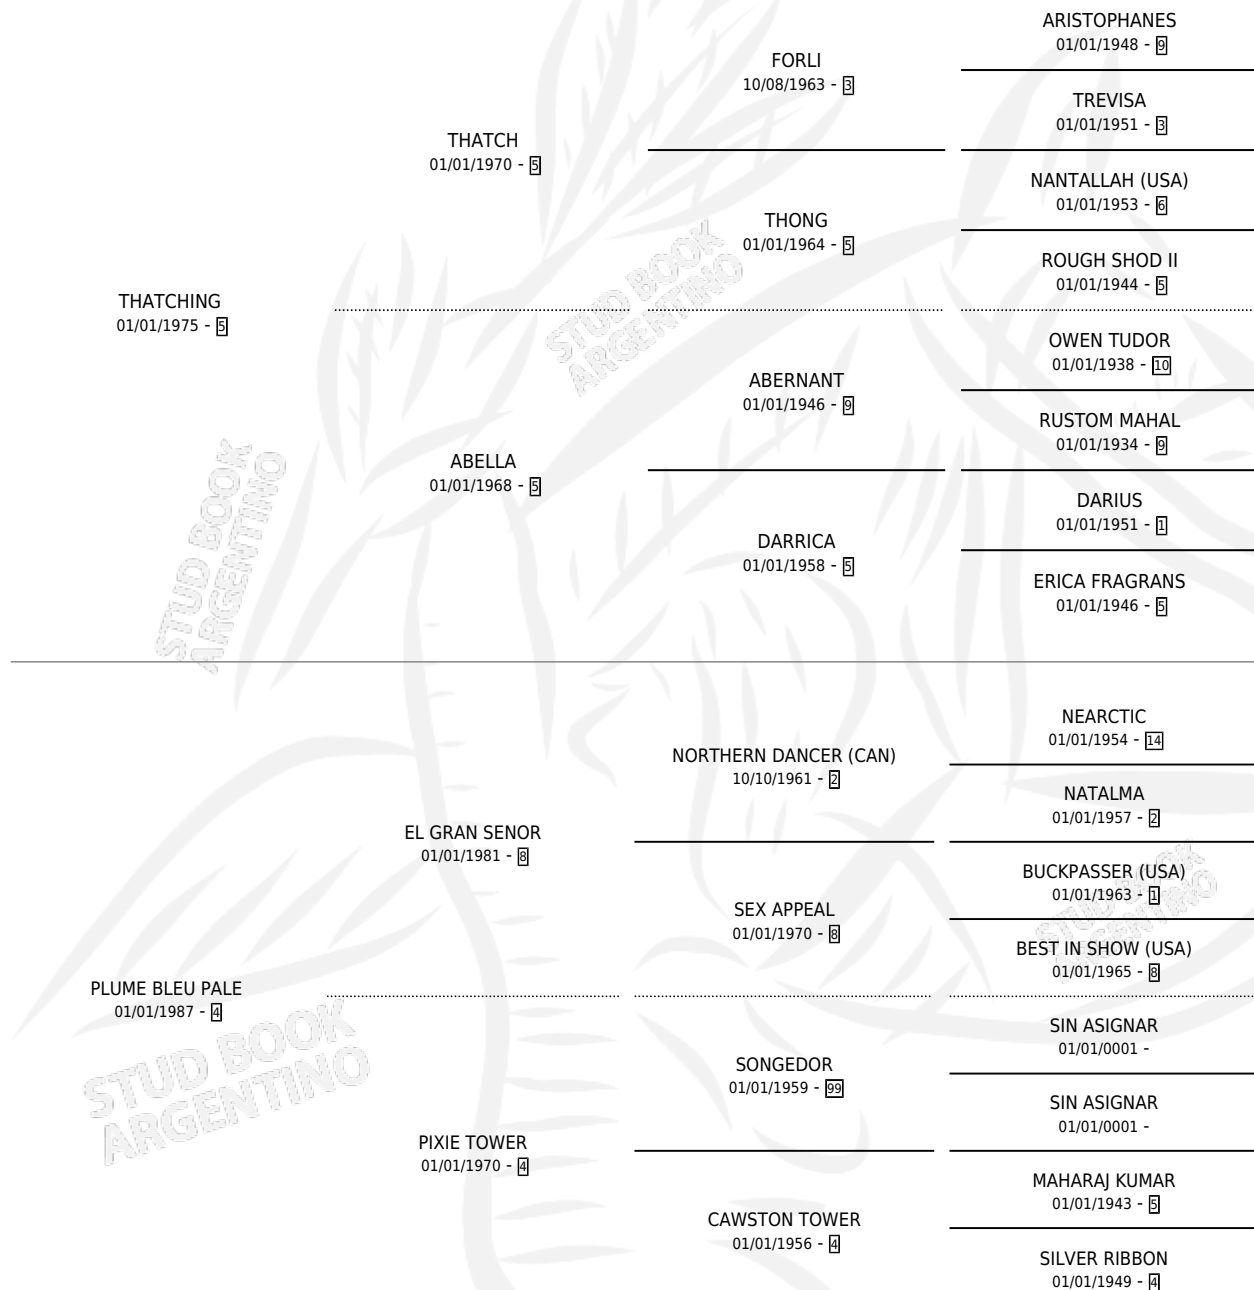 ARISTOPHANES
01/01/1948 - 9
FORLI
10/08/1963 - 3
TREVISA
01/01/1951 - 3
THATCH
01/01/1970 - 5
NANTALLAH (USA)
01/01/1953 - 6
THONG
01/01/1964 - 5
ROUGH SHOD II
01/01/1944 - 5
THATCHING
01/01/1975 - 5
OWEN TUDOR
01/01/1938 - 10
ABERNANT
01/01/1946 - 9
RUSTOM MAHAL
01/01/1934 - 9
ABELLA
01/01/1968 - 5
DARIUS
01/01/1951 - 1
DARRICA
01/01/1958 - 5
ERICA FRAGRANS
01/01/1946 - 5
NEARCTIC
01/01/1954 - 14
NORTHERN DANCER (CAN)
10/10/1961 - 2
NATALMA
01/01/1957 - 2
EL GRAN SENOR
01/01/1981 - 8
BUCKPASSER (USA)
01/01/1963 - 1
SEX APPEAL
01/01/1970 - 8
BEST IN SHOW (USA)
01/01/1965 - 8
PLUME BLEU PALE
01/01/1987 - 4
SIN ASIGNAR
01/01/0001 -
SONGEDOR
01/01/1959 - 99
SIN ASIGNAR
01/01/0001 -
PIXIE TOWER
01/01/1970 - 4
MAHARAJ KUMAR
01/01/1943 - 5
CAWSTON TOWER
01/01/1956 - 4
SILVER RIBBON
01/01/1949 - 4
STUD BOOK
ARGENTINO
STUD BOOK
ARGENTINO
STUD BOOK
ARGENTINO
STUD BOOK
ARGENTINO